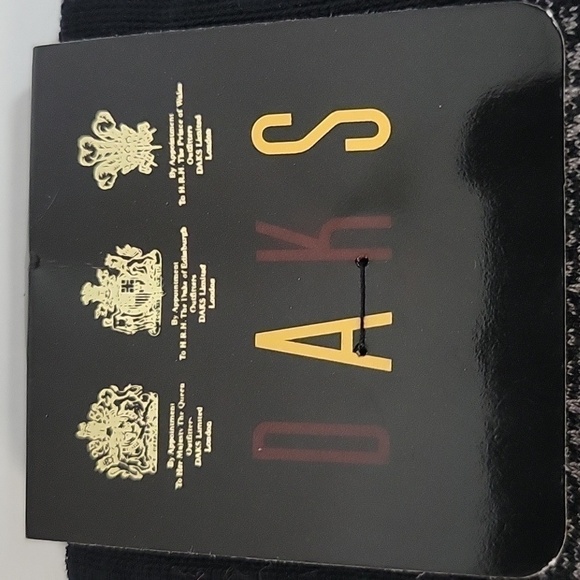 By Appointment
To Her Majesty The Queen
Outfitters
DAKS Limited
London
By Appointment
To H.R.H. The Duke of Edinburgh
Outfitters
DAKS Limited
London
By Appointment
To H.R.H. The Prince of Wales
Outfitters
DAKS Limited
London
DAKS